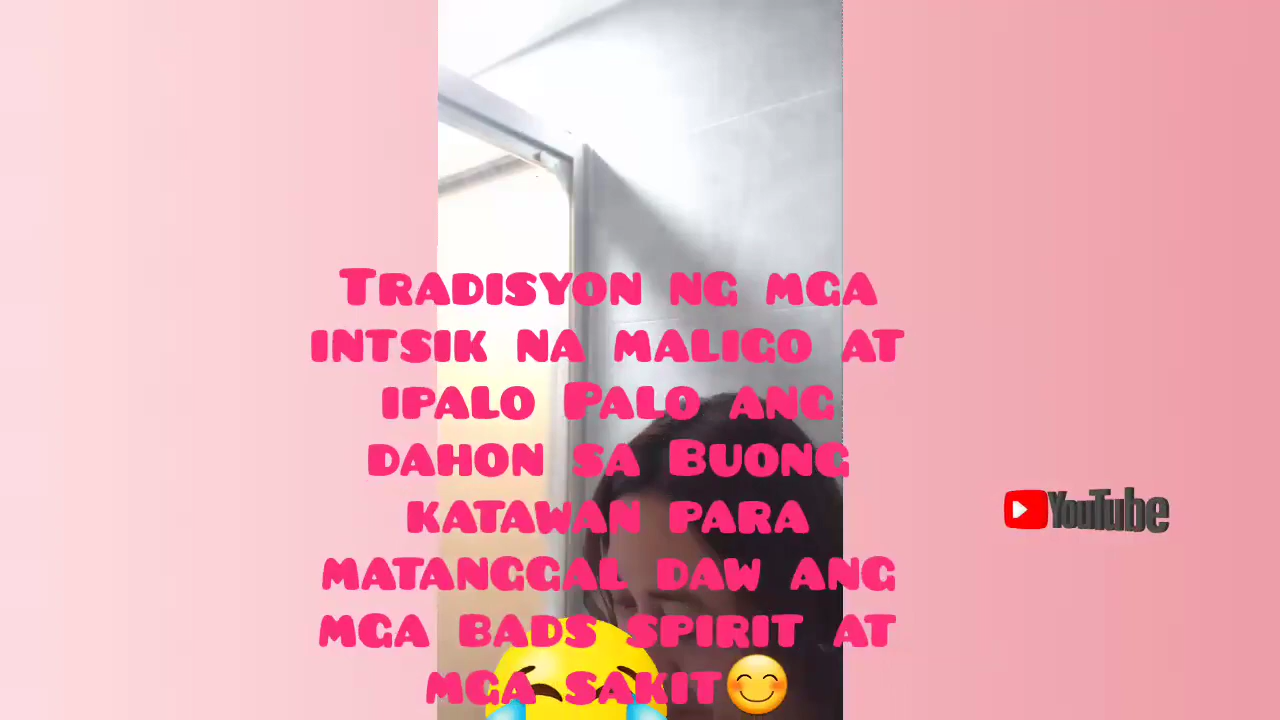 Tradisyon ng mga
intsik na maligo at
ipalo Palo ang
dahon sa Buong
katawan para
matanggal daw ang
mga bads spirit at
mga sakit😊
YouTube